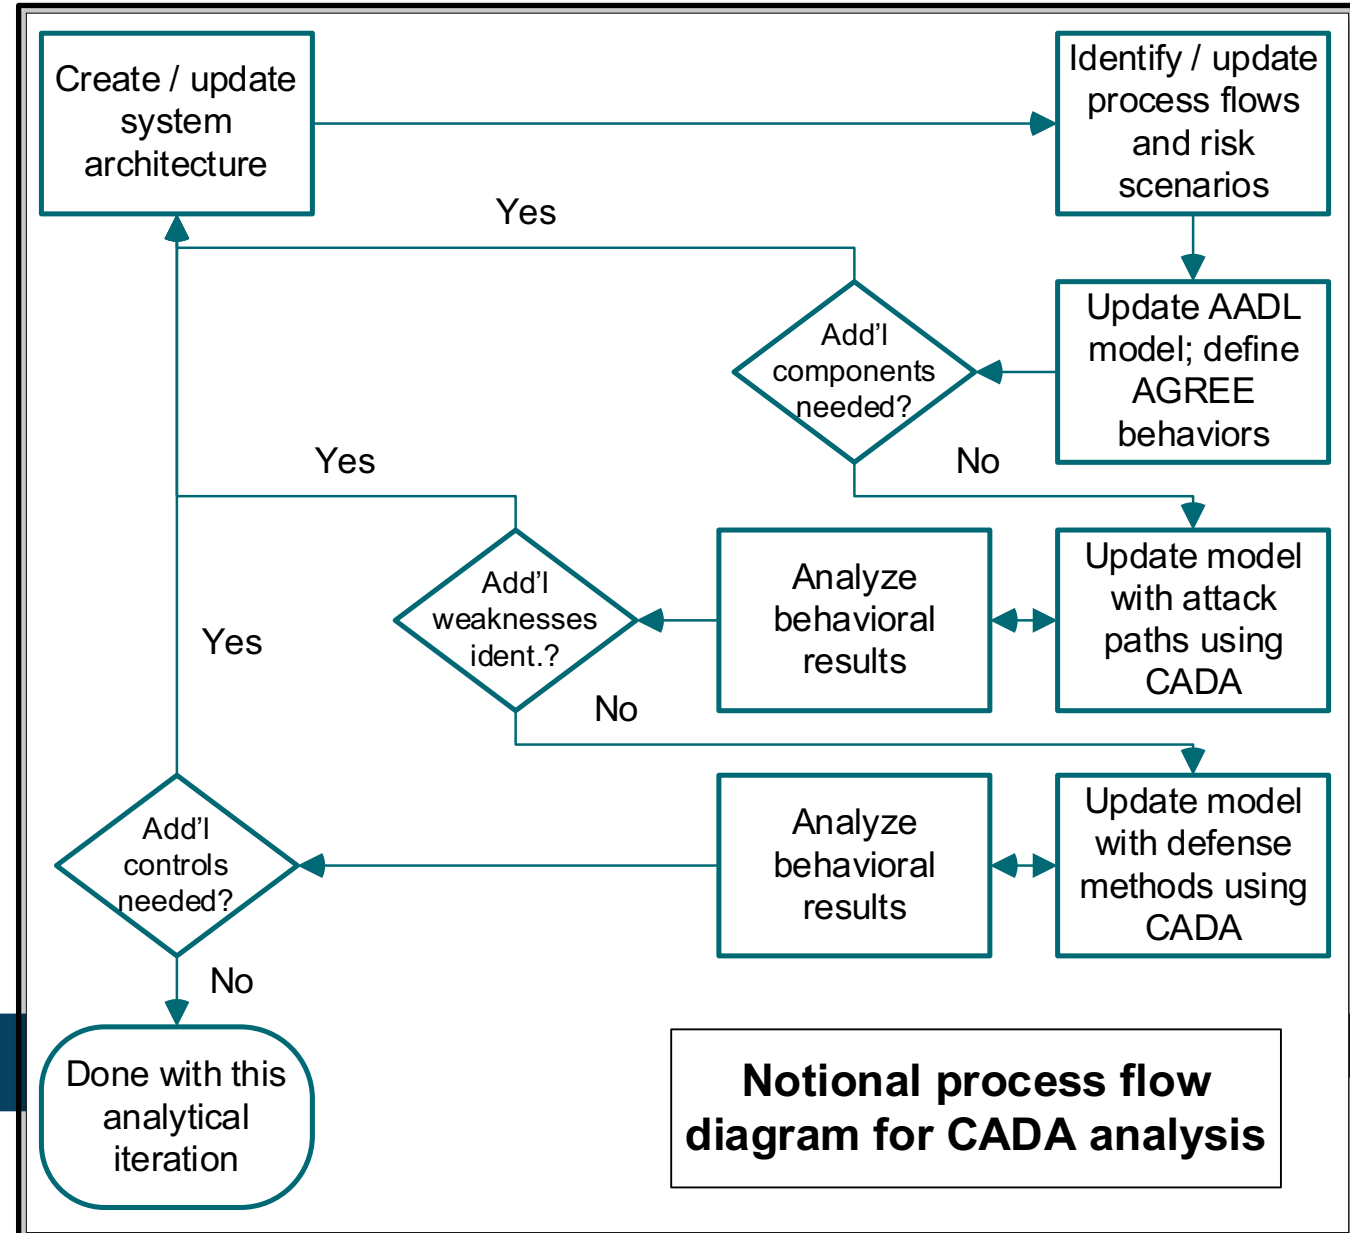 Create / update
system
architecture
Identify / update
process flows
and risk
scenarios
Yes
Add'l
components
needed?
Update AADL
model; define
AGREE
behaviors
No
Yes
Add'l
weaknesses
ident.?
Analyze
behavioral
results
Update model
with attack
paths using
CADA
Yes
No
Add'l
controls
needed?
Analyze
behavioral
results
Update model
with defense
methods using
CADA
No
Done with this
analytical
iteration
Notional process flow
diagram for CADA analysis